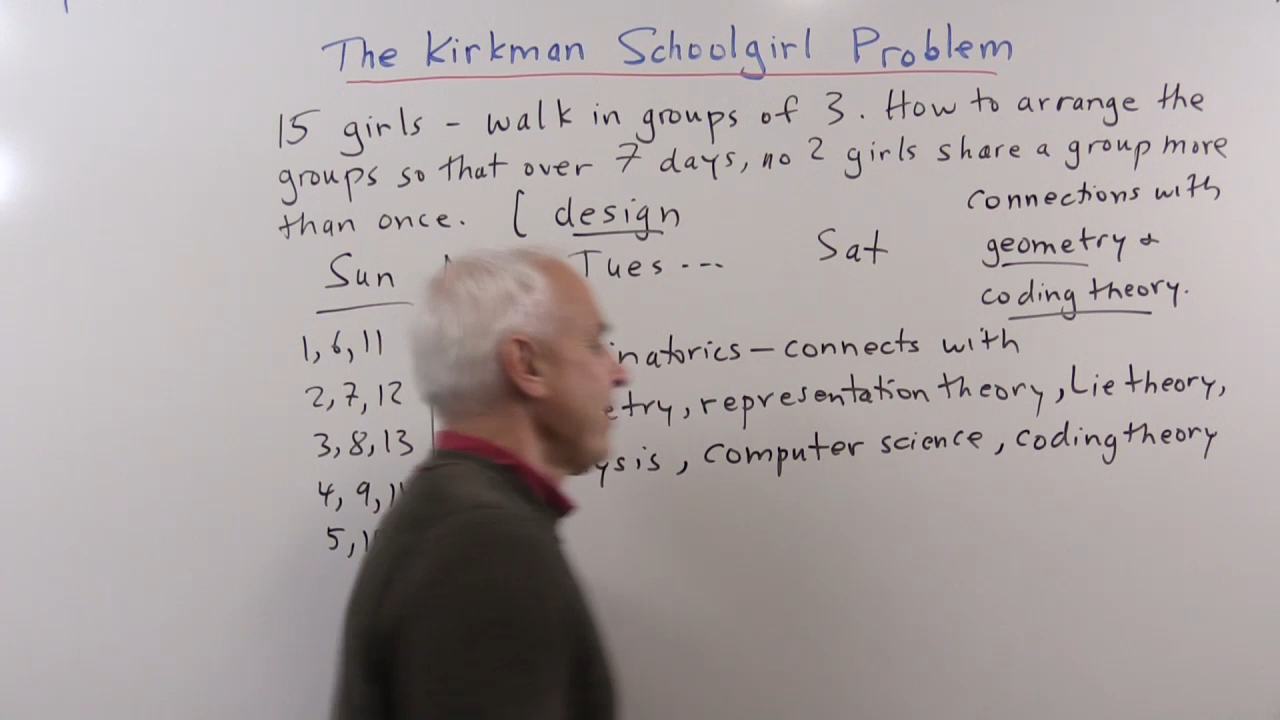 The Kirkman Schoolgirl Problem
15 girls - walk in groups of 3. How to arrange the
groups so that over 7 days, no 2 girls share a group more
than once. [ design
connections with
geometry &
coding theory.
Sun Tues --- Sat
1, 6, 11
2, 7, 12
3, 8, 13
4, 9,
5,
inatorics - connects with
etry, representation theory, Lie theory,
ysis, computer science, coding theory